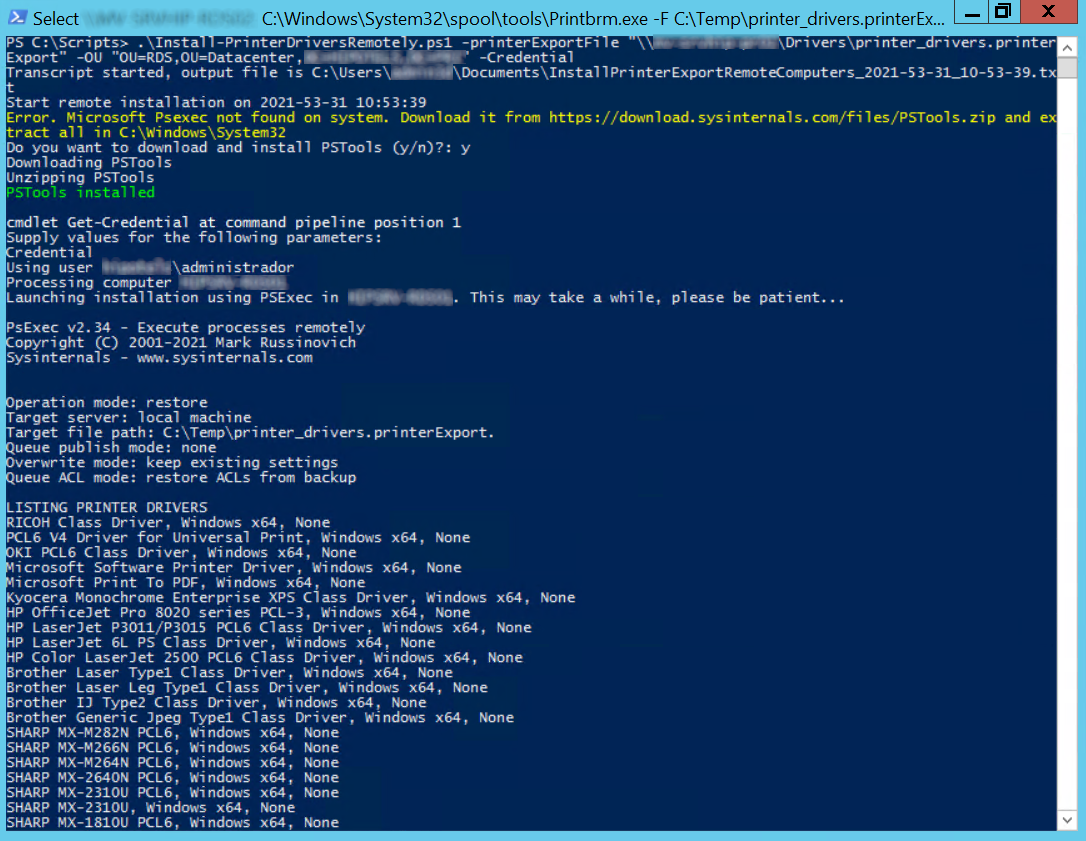 Select C:\Windows\System32\spool\tools\Printbrm.exe -F C:\Temp\printer_drivers.printerEx...
PS C:\Scripts> .\Install-PrinterDriversRemotely.ps1 -printerExportFile "\\ \Drivers\printer_drivers.printer
Export" -OU "OU=RDS,OU=Datacenter, " -Credential
Transcript started, output file is C:\Users\ \Documents\InstallPrinterExportRemoteComputers_2021-53-31_10-53-39.tx
t
Start remote installation on 2021-53-31 10:53:39
Error. Microsoft Psexec not found on system. Download it from https://download.sysinternals.com/files/PSTools.zip and ex
tract all in C:\Windows\System32
Do you want to download and install PSTools (y/n)?: y
Downloading PSTools
Unzipping PSTools
PSTools installed
cmdlet Get-Credential at command pipeline position 1
Supply values for the following parameters:
Credential
Using user \administrador
Processing computer
Launching installation using PSExec in . This may take a while, please be patient...
PsExec v2.34 - Execute processes remotely
Copyright (C) 2001-2021 Mark Russinovich
Sysinternals - www.sysinternals.com
Operation mode: restore
Target server: local machine
Target file path: C:\Temp\printer_drivers.printerExport.
Queue publish mode: none
Overwrite mode: keep existing settings
Queue ACL mode: restore ACLs from backup
LISTING PRINTER DRIVERS
RICOH Class Driver, Windows x64, None
PCL6 V4 Driver for Universal Print, Windows x64, None
OKI PCL6 Class Driver, Windows x64, None
Microsoft Software Printer Driver, Windows x64, None
Microsoft Print To PDF, Windows x64, None
Kyocera Monochrome Enterprise XPS Class Driver, Windows x64, None
HP OfficeJet Pro 8020 series PCL-3, Windows x64, None
HP LaserJet P3011/P3015 PCL6 Class Driver, Windows x64, None
HP LaserJet 6L PS Class Driver, Windows x64, None
HP Color LaserJet 2500 PCL6 Class Driver, Windows x64, None
Brother Laser Type1 Class Driver, Windows x64, None
Brother Laser Leg Type1 Class Driver, Windows x64, None
Brother IJ Type2 Class Driver, Windows x64, None
Brother Generic Jpeg Type1 Class Driver, Windows x64, None
SHARP MX-M282N PCL6, Windows x64, None
SHARP MX-M266N PCL6, Windows x64, None
SHARP MX-M264N PCL6, Windows x64, None
SHARP MX-2640N PCL6, Windows x64, None
SHARP MX-2310U PCL6, Windows x64, None
SHARP MX-2310U, Windows x64, None
SHARP MX-1810U PCL6, Windows x64, None